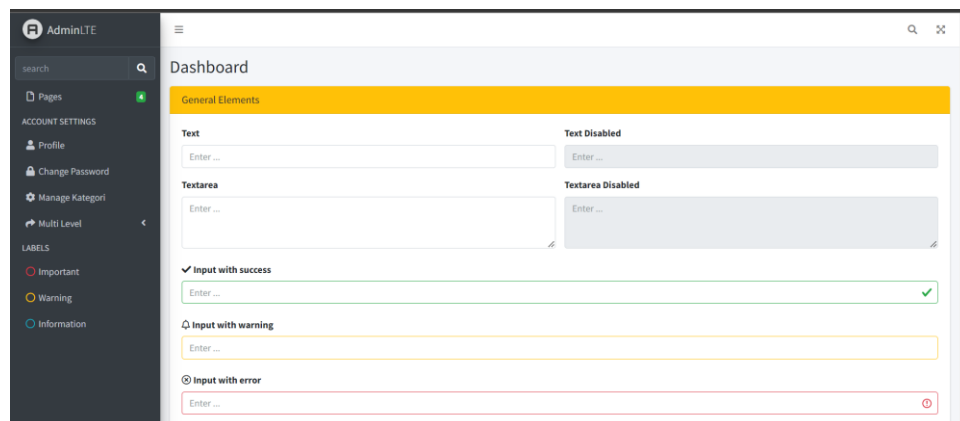 AdminLTE
search
Pages
4
ACCOUNT SETTINGS
Profile
Change Password
Manage Kategori
Multi Level
LABELS
Important
Warning
Information
Dashboard
General Elements
Text
Enter ...
Text Disabled
Enter ...
Textarea
Enter ...
Textarea Disabled
Enter ...
Input with success
Enter ...
Input with warning
Enter ...
Input with error
Enter ...